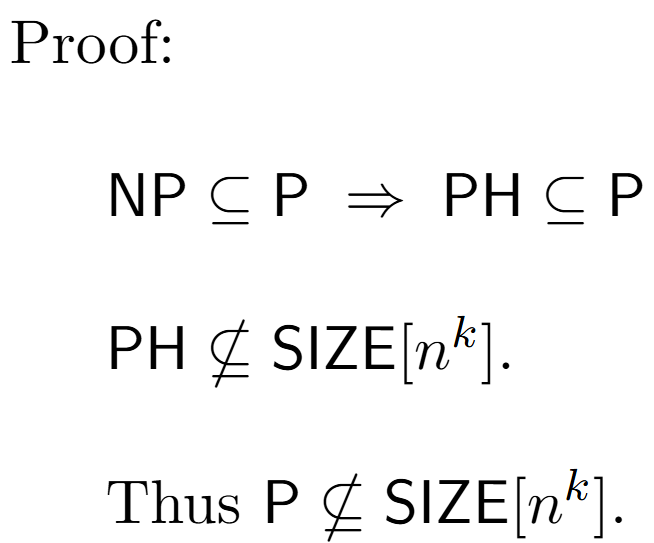 Proof:
NP ⊆ P ⇒ PH ⊆ P
PH ⊈ SIZE[n^k].
Thus P ⊈ SIZE[n^k].